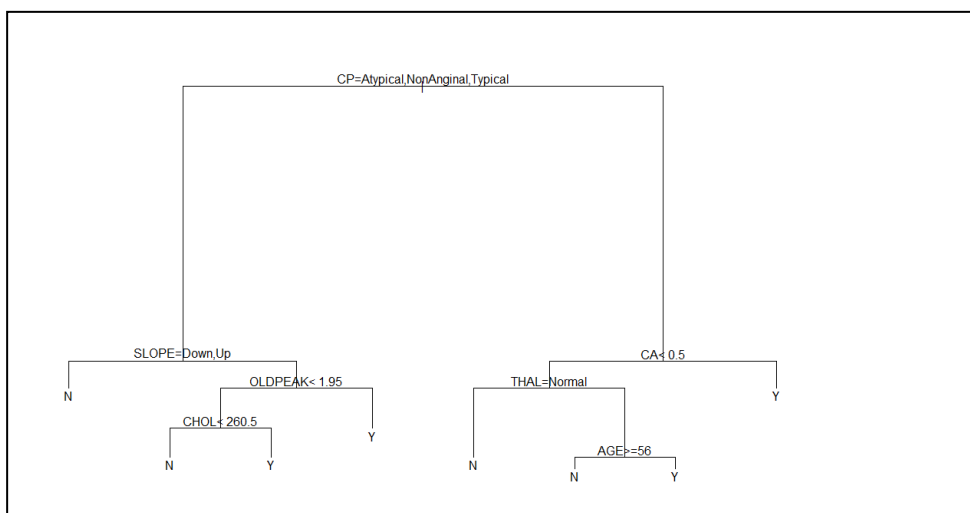 CP=Atypical,NonAnginal,Typical
SLOPE=Down,Up
CA< 0.5
OLDPEAK< 1.95
THAL=Normal
N
Y
CHOL< 260.5
Y
AGE>=56
N
Y
N
N
Y